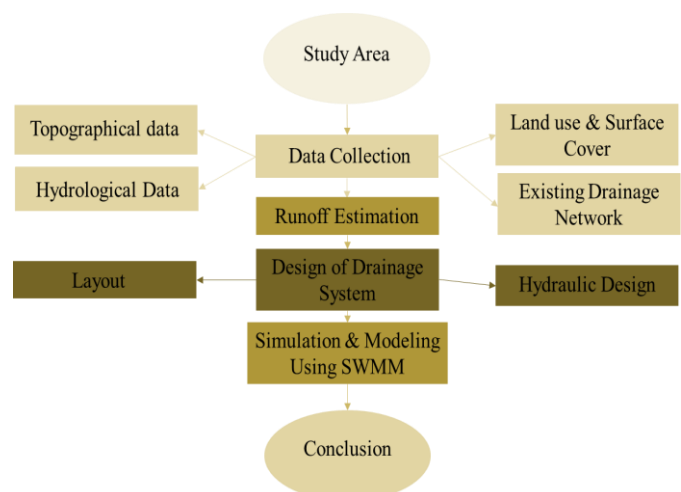 Study Area
Topographical data
Land use & Surface
Cover
Data Collection
Hydrological Data
Existing Drainage
Network
Runoff Estimation
Layout
Design of Drainage
System
Hydraulic Design
Simulation & Modeling
Using SWMM
Conclusion